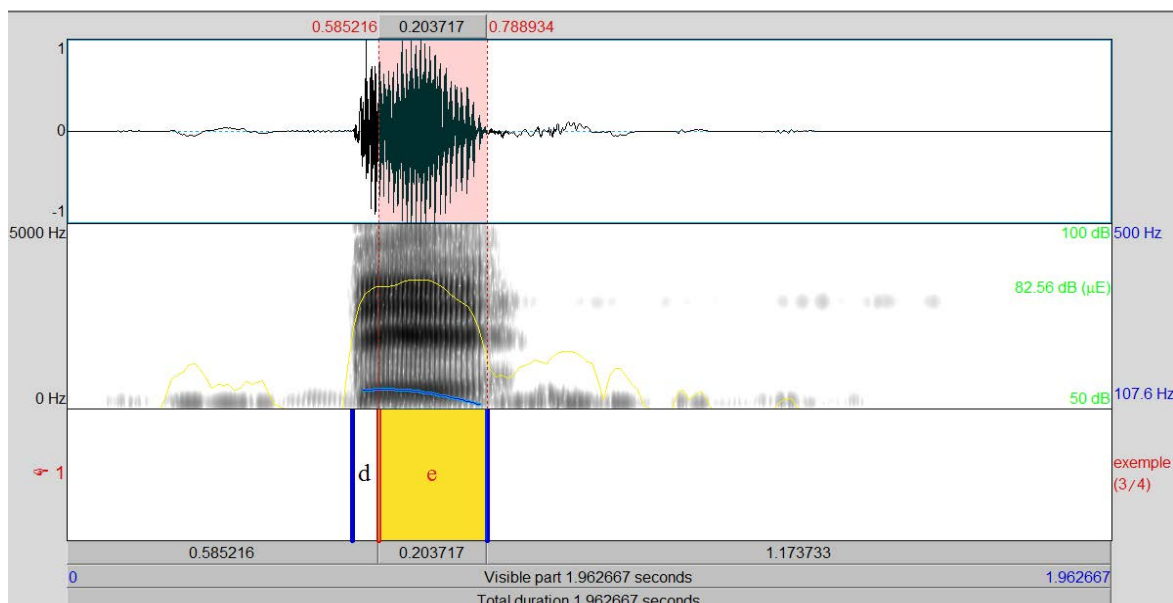 0.585216 0.203717 0.788934
1
0
-1
5000 Hz 100 dB 500 Hz
82.56 dB (µE)
0 Hz 50 dB 107.6 Hz
d e
1 exemple
(3/4)
0.585216 0.203717 1.173733
0 Visible part 1.962667 seconds 1.962667
Total duration 1.962667 seconds